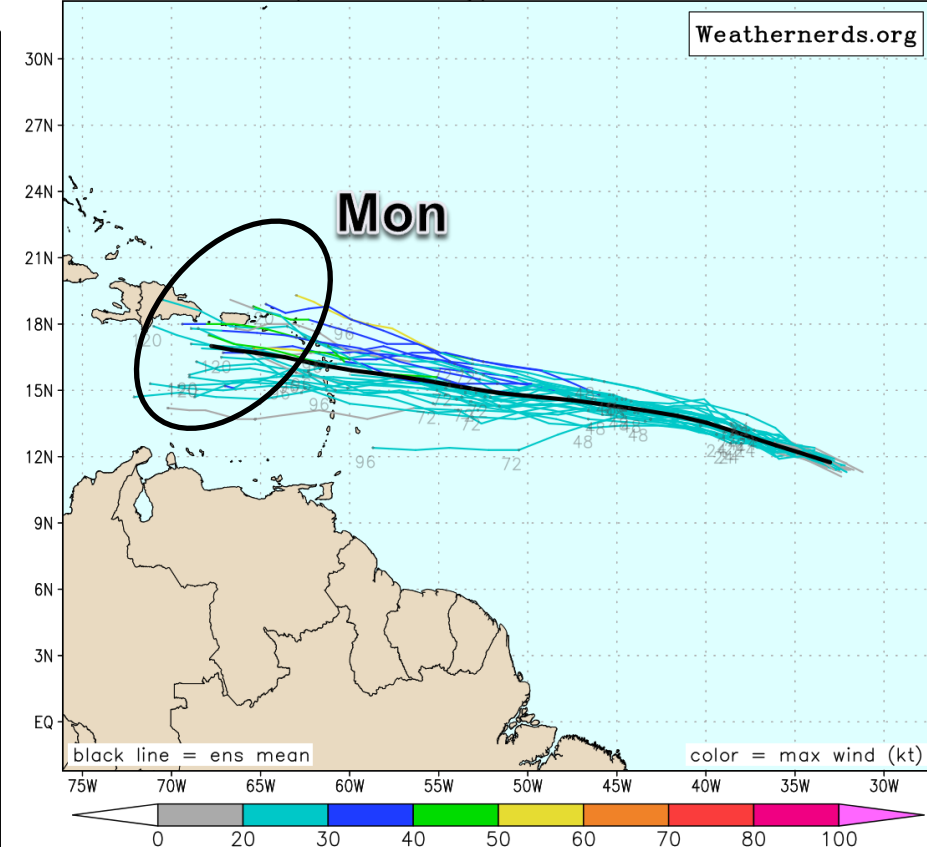 Weathernerds.org
30N
27N
24N
Mon
21N
18N
96
120
120
15N
120
96
72
72
48
48
12N
96
72
9N
6N
3N
EQ
black line = ens mean
color = max wind (kt)
75W 70W 65W 60W 55W 50W 45W 40W 35W 30W
0 20 30 40 50 60 70 80 100